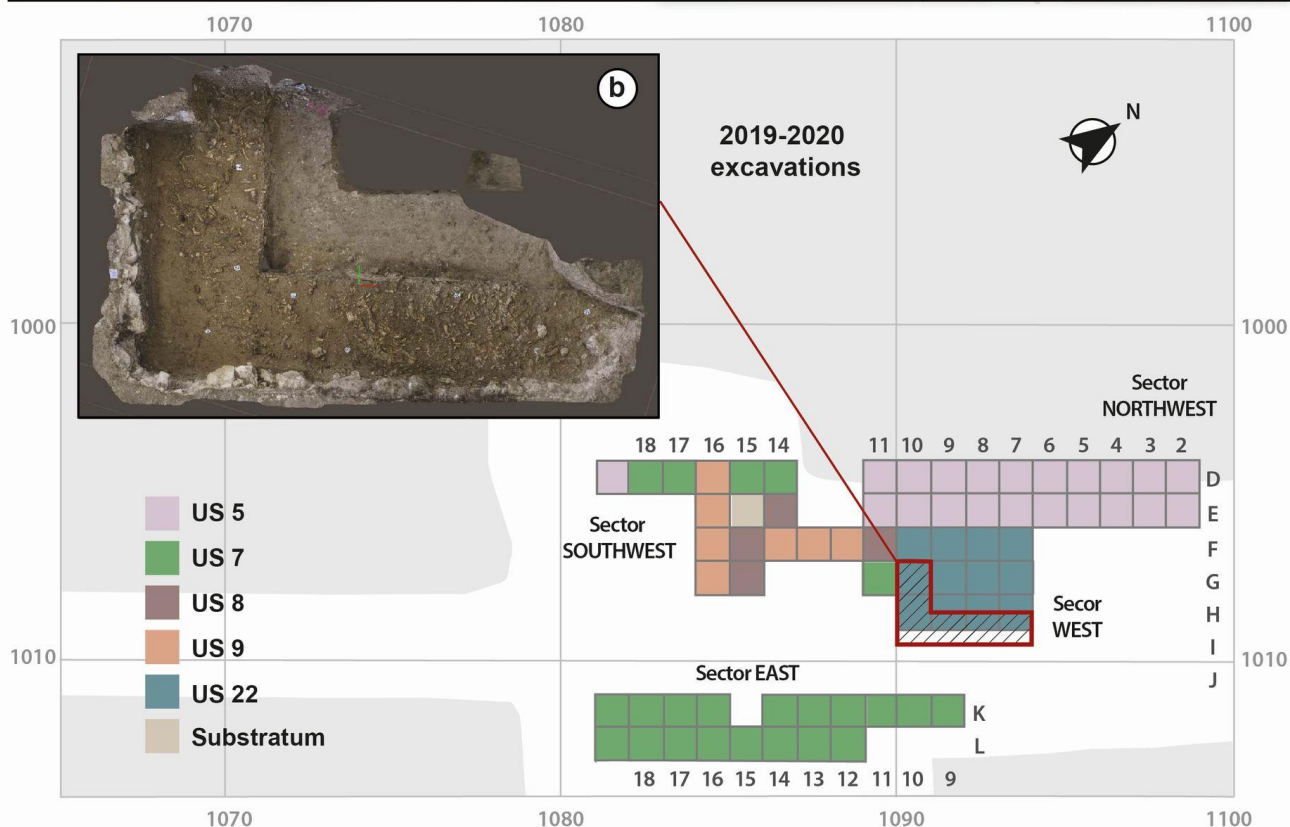 1070 1080 1100
b
2019-2020
excavations
N
1000 1000
Sector
NORTHWEST
18 17 16 15 14 11 10 9 8 7 6 5 4 3 2
D
E
F
G
H
I
J
Sector
SOUTHWEST
Secor
WEST
US 5
US 7
US 8
US 9
US 22
Substratum
1010 1010
Sector EAST
K
L
18 17 16 15 14 13 12 11 10 9
1070 1080 1090 1100